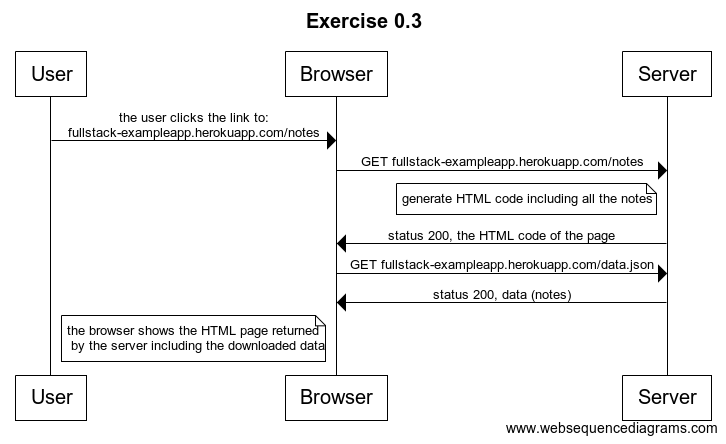 Exercise 0.3
User
Browser
Server
the user clicks the link to:
fullstack-exampleapp.herokuapp.com/notes
GET fullstack-exampleapp.herokuapp.com/notes
generate HTML code including all the notes
status 200, the HTML code of the page
GET fullstack-exampleapp.herokuapp.com/data.json
status 200, data (notes)
the browser shows the HTML page returned
by the server including the downloaded data
User
Browser
Server
www.websequencediagrams.com